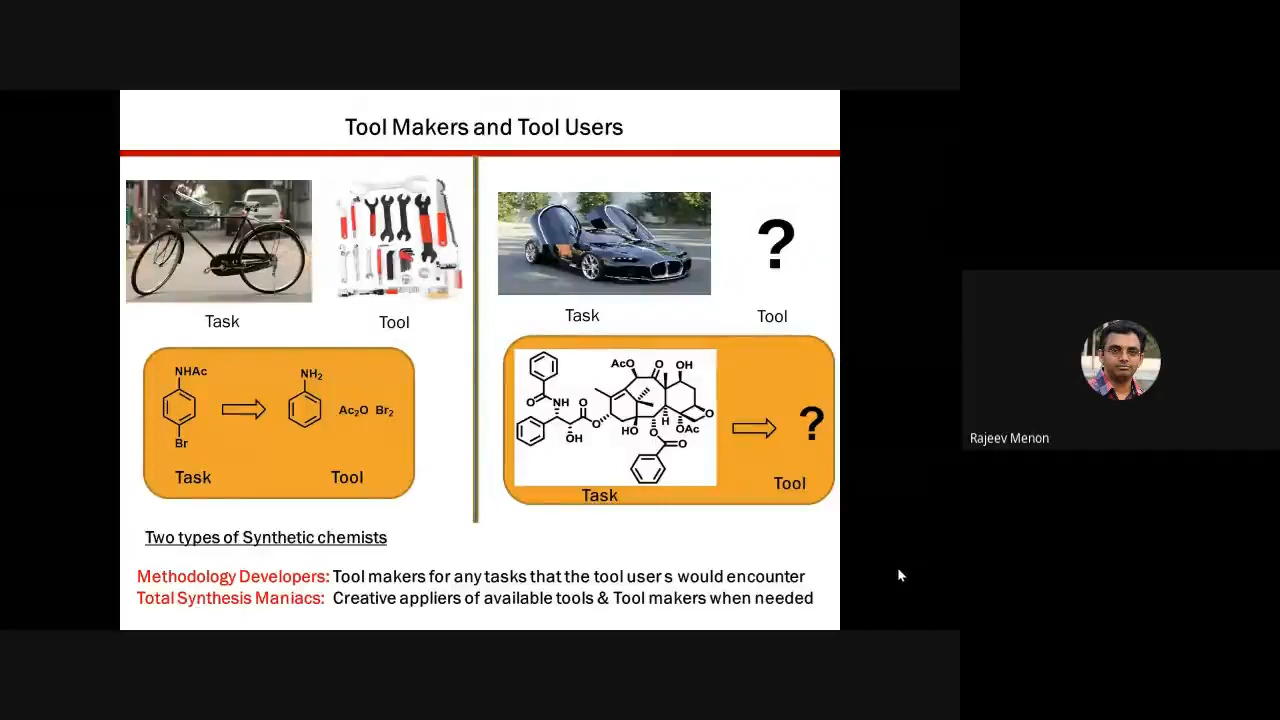 Tool Makers and Tool Users
Task
Tool
?
Task
Tool
NHAc
Br
NH2
Ac2O Br2
Task
Tool
AcO
O
OH
O
NH
O
O
OH
HO
H
O
OAc
O
O
?
Task
Tool
Two types of Synthetic chemists
Methodology Developers: Tool makers for any tasks that the tool user s would encounter
Total Synthesis Maniacs: Creative appliers of available tools & Tool makers when needed
Rajeev Menon